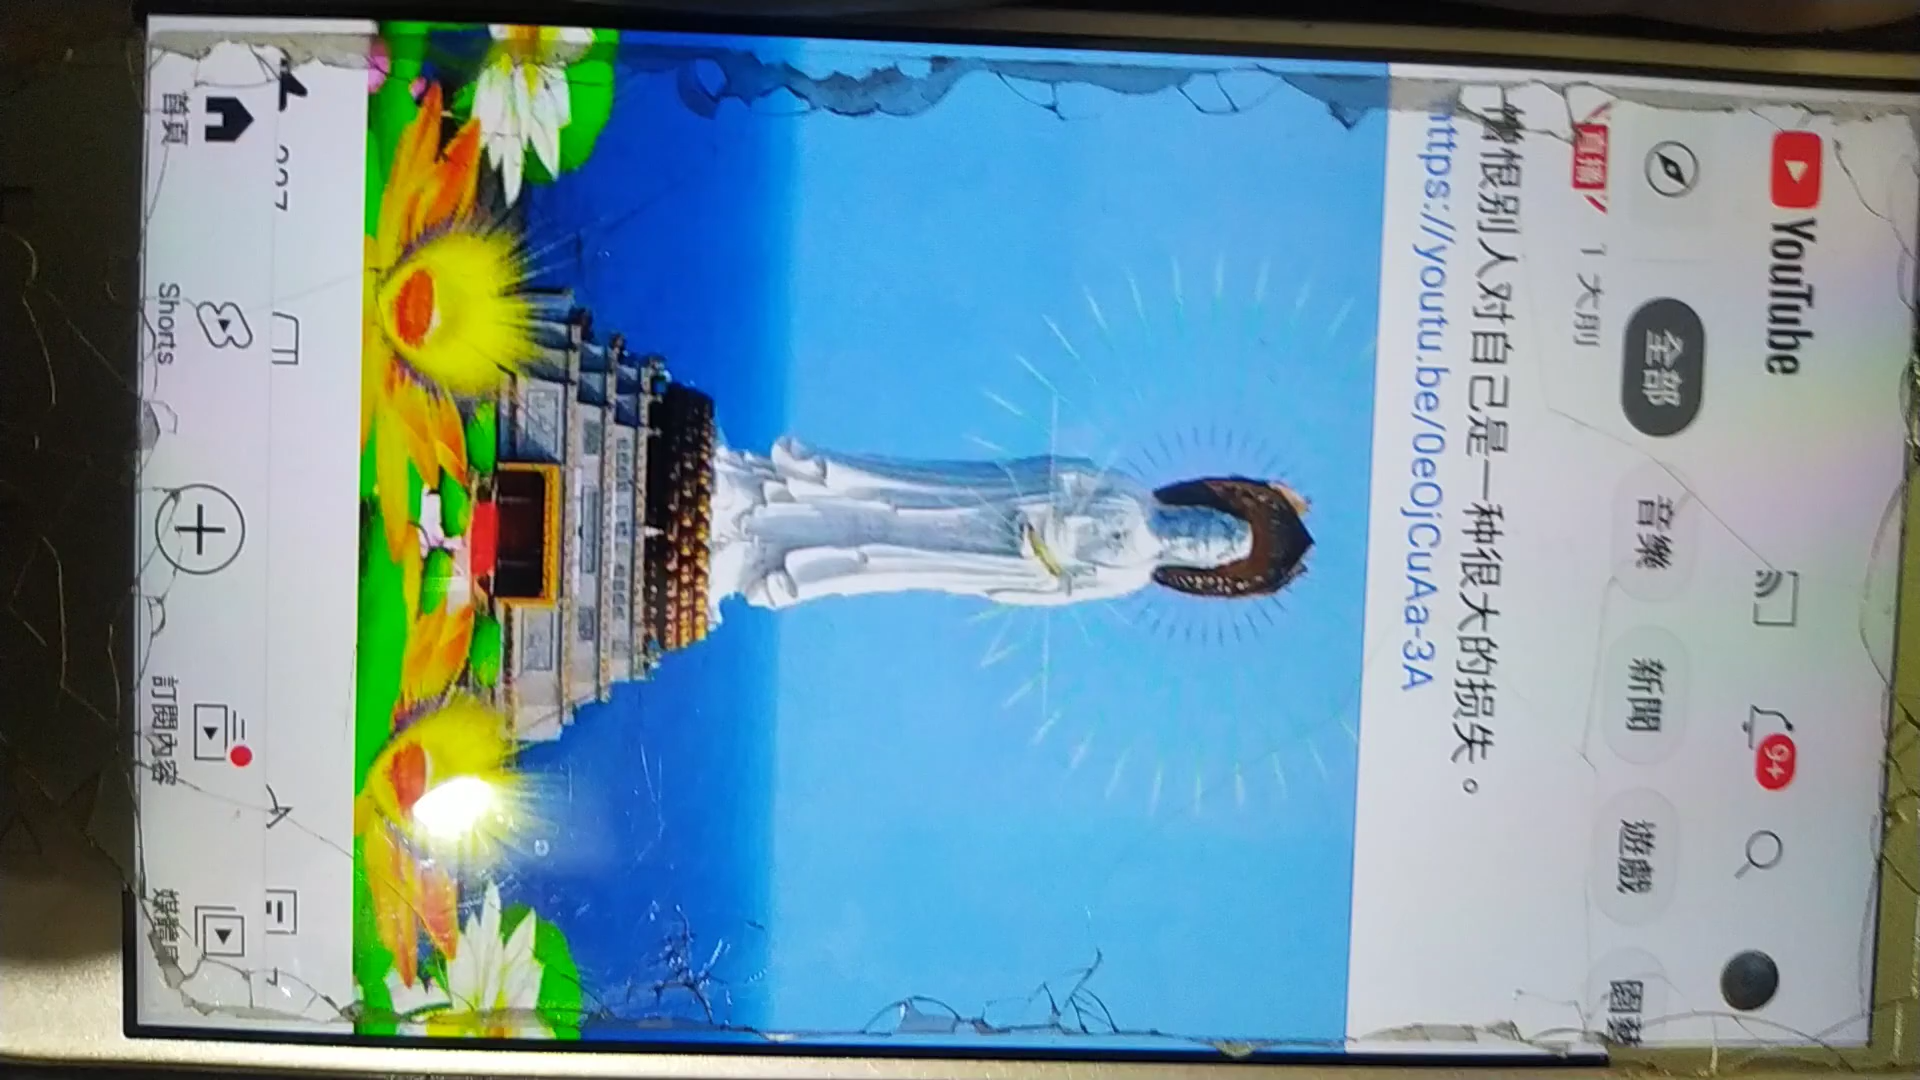 YouTube
9+
全部
音樂
新聞
遊戲
直播
1 天前
憎恨别人对自己是一种很大的损失。
https://youtu.be/0eOjCuAa-3A
首頁
Shorts
訂閱內容